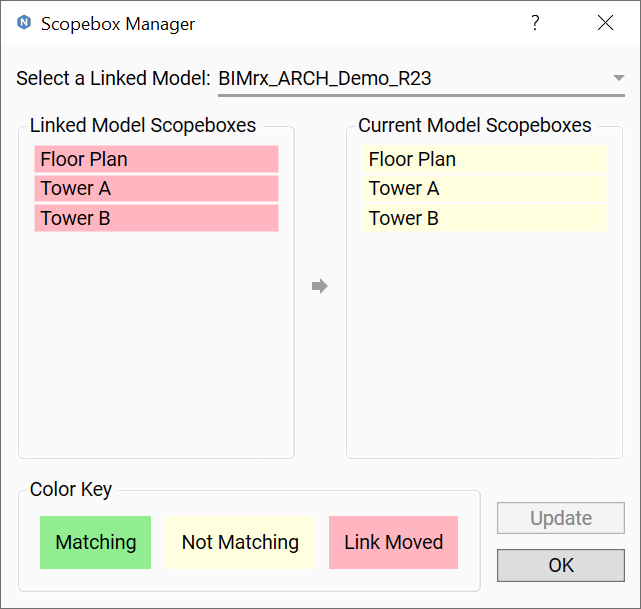 Scopebox Manager
?
Select a Linked Model: BIMrx_ARCH_Demo_R23
Linked Model Scopeboxes
Floor Plan
Tower A
Tower B
Current Model Scopeboxes
Floor Plan
Tower A
Tower B
Color Key
Matching
Not Matching
Link Moved
Update
OK